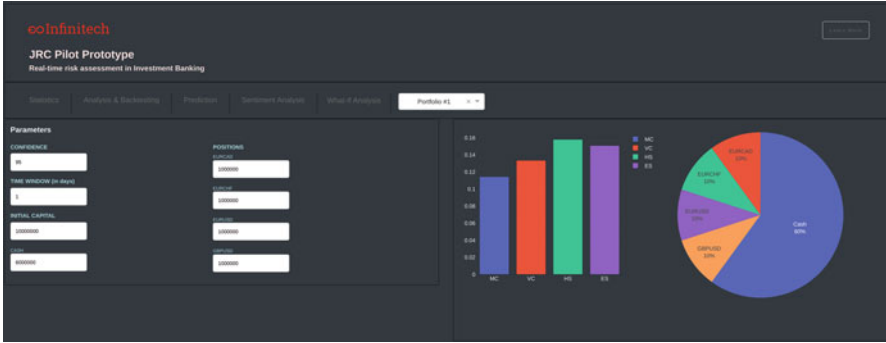 ∞Infinitech
Learn More
JRC Pilot Prototype
Real-time risk assessment in Investment Banking
Statistics
Analysis & Backtesting
Prediction
Sentiment Analysis
What-If Analysis
Portfolio #1
Parameters
CONFIDENCE
TIME WINDOW (in days)
1
INITIAL CAPITAL
10000000
CASH
6000000
POSITIONS
EURCAD
1000000
EURCHF
1000000
EURUSD
1000000
GBPUSD
1000000
0.16
0.14
0.12
0.1
0.08
0.06
0.04
0.02
0
MC
VC
HS
ES
MC
VC
HS
ES
EURCAD
10%
EURCHF
10%
EURUSD
10%
GBPUSD
10%
Cash
60%